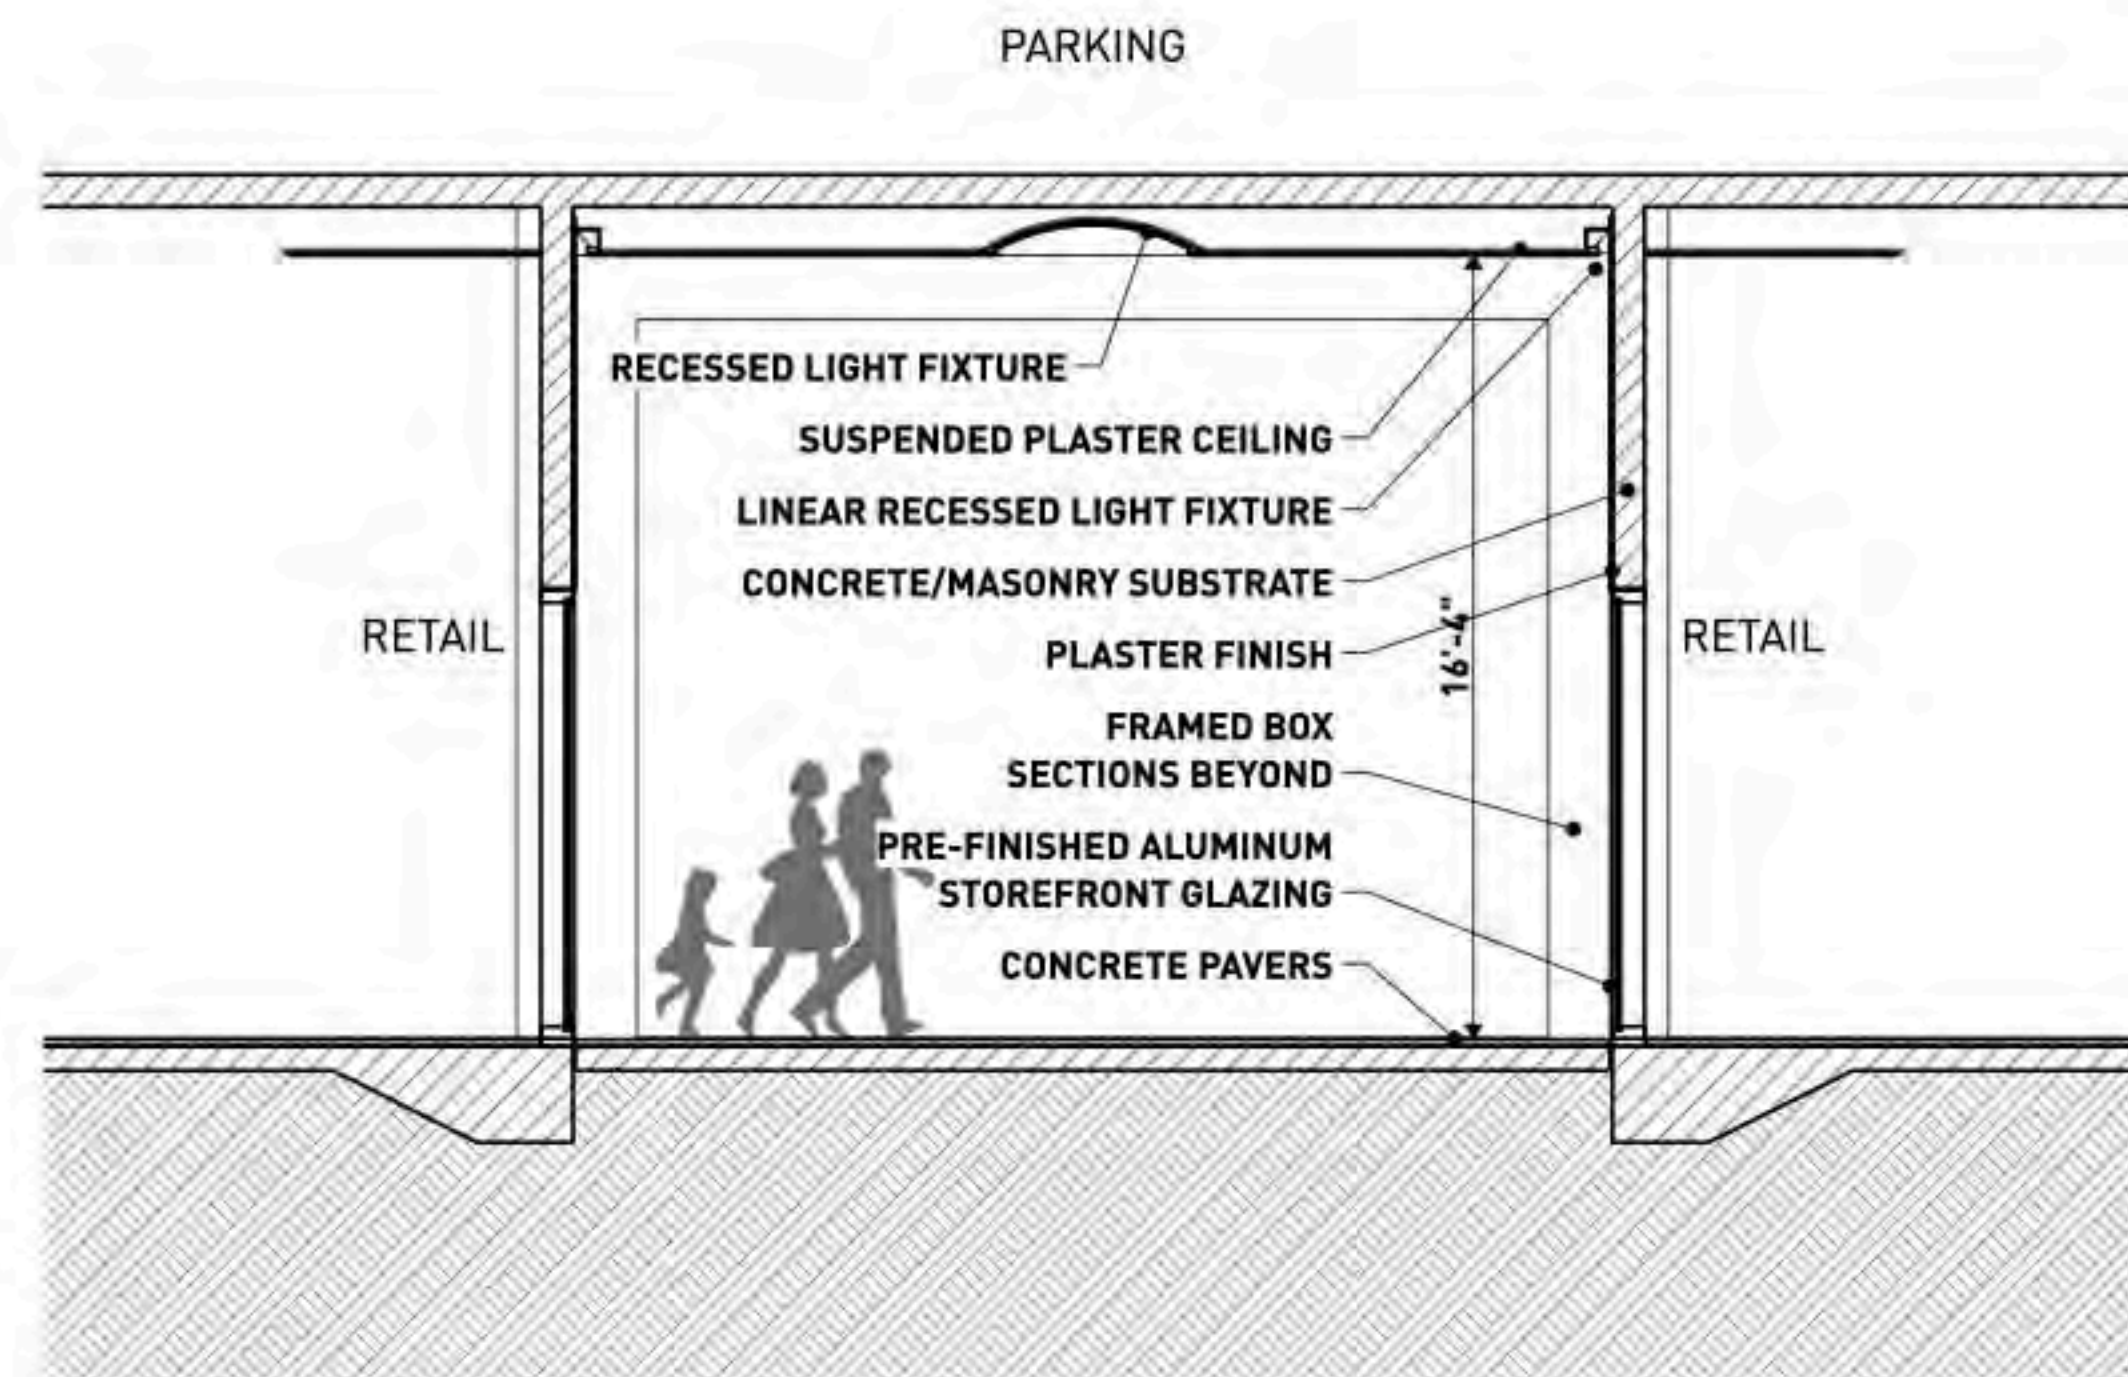 PARKING
RECESSED LIGHT FIXTURE
SUSPENDED PLASTER CEILING
LINEAR RECESSED LIGHT FIXTURE
CONCRETE/MASONRY SUBSTRATE
RETAIL
PLASTER FINISH
16'-4"
RETAIL
FRAMED BOX
SECTIONS BEYOND
PRE-FINISHED ALUMINUM
STOREFRONT GLAZING
CONCRETE PAVERS